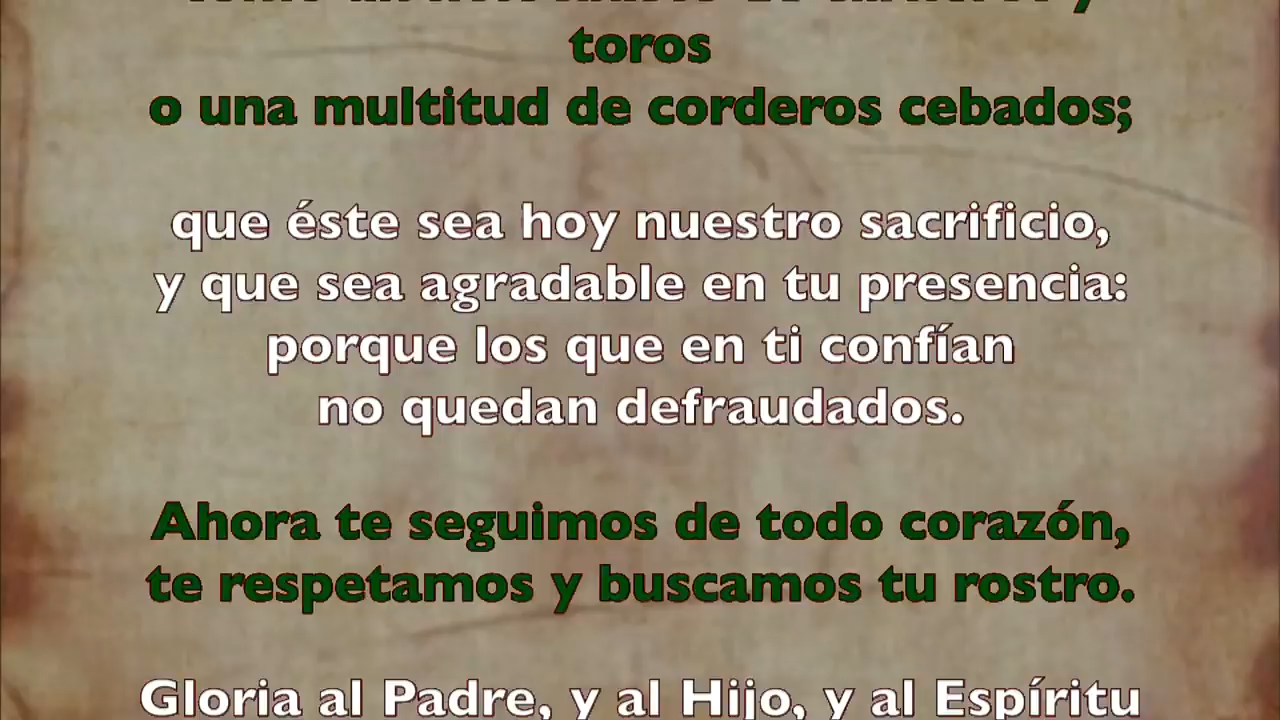 toros
o una multitud de corderos cebados;
que éste sea hoy nuestro sacrificio,
y que sea agradable en tu presencia:
porque los que en ti confían
no quedan defraudados.
Ahora te seguimos de todo corazón,
te respetamos y buscamos tu rostro.
Gloria al Padre, y al Hijo, y al Espíritu